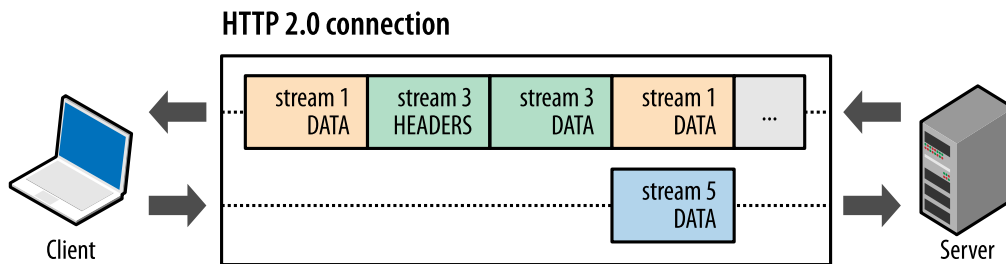 HTTP 2.0 connection
stream 1
DATA
stream 3
HEADERS
stream 3
DATA
stream 1
DATA
...
stream 5
DATA
Client
Server